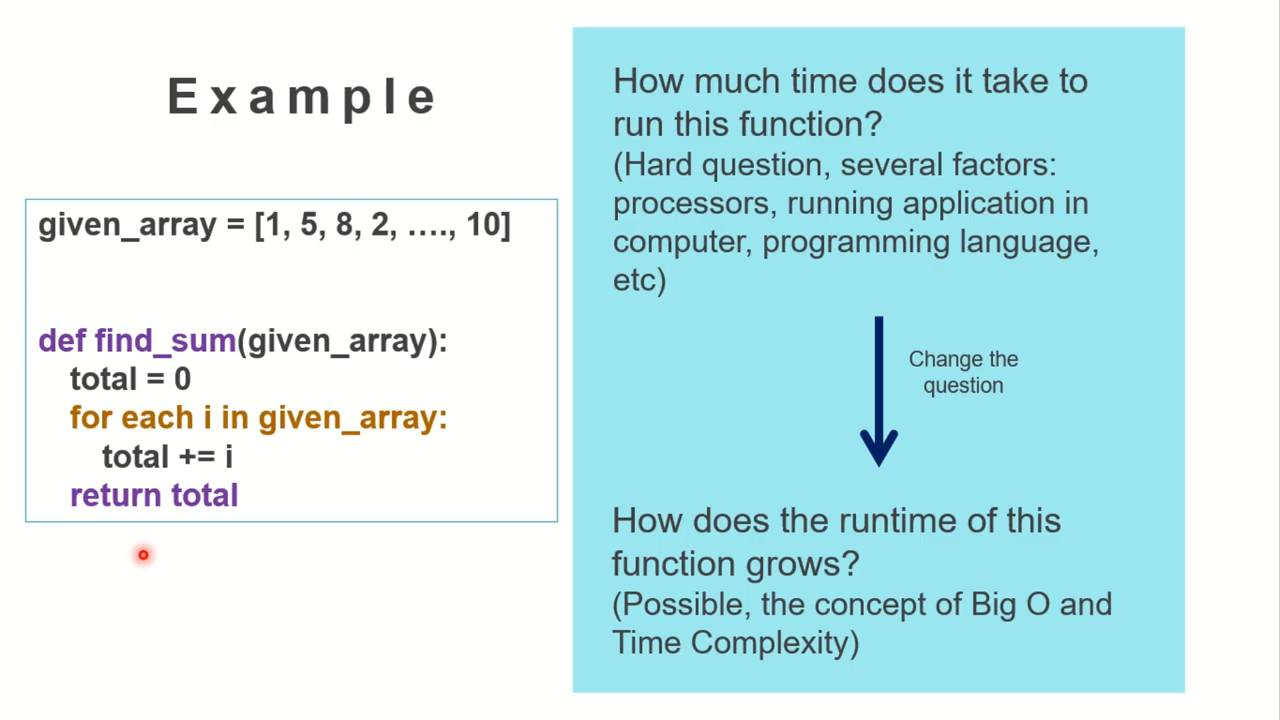 Example
given_array = [1, 5, 8, 2, …., 10]
def find_sum(given_array):
total = 0
for each i in given_array:
total += i
return total
How much time does it take to
run this function?
(Hard question, several factors:
processors, running application in
computer, programming language,
etc)
Change the
question
How does the runtime of this
function grows?
(Possible, the concept of Big O and
Time Complexity)